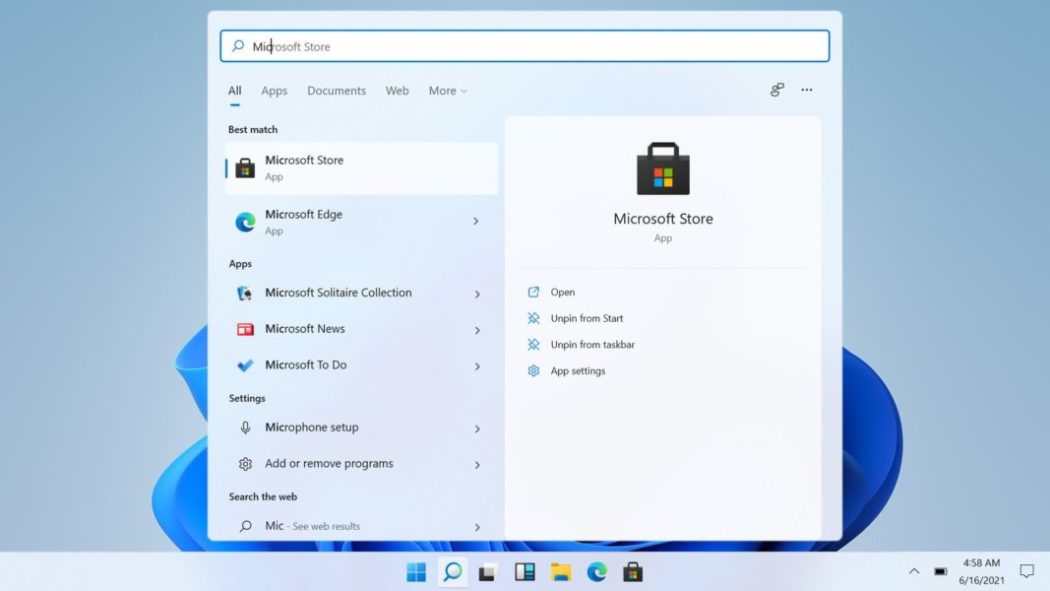 Microsoft Store
All Apps Documents Web More
Best match
Microsoft Store
App
Microsoft Edge
App
Apps
Microsoft Solitaire Collection
Microsoft News
Microsoft To Do
Settings
Microphone setup
Add or remove programs
Search the web
Mic - See web results
Microsoft Store
App
Open
Unpin from Start
Unpin from taskbar
App settings
4:58 AM
6/16/2021